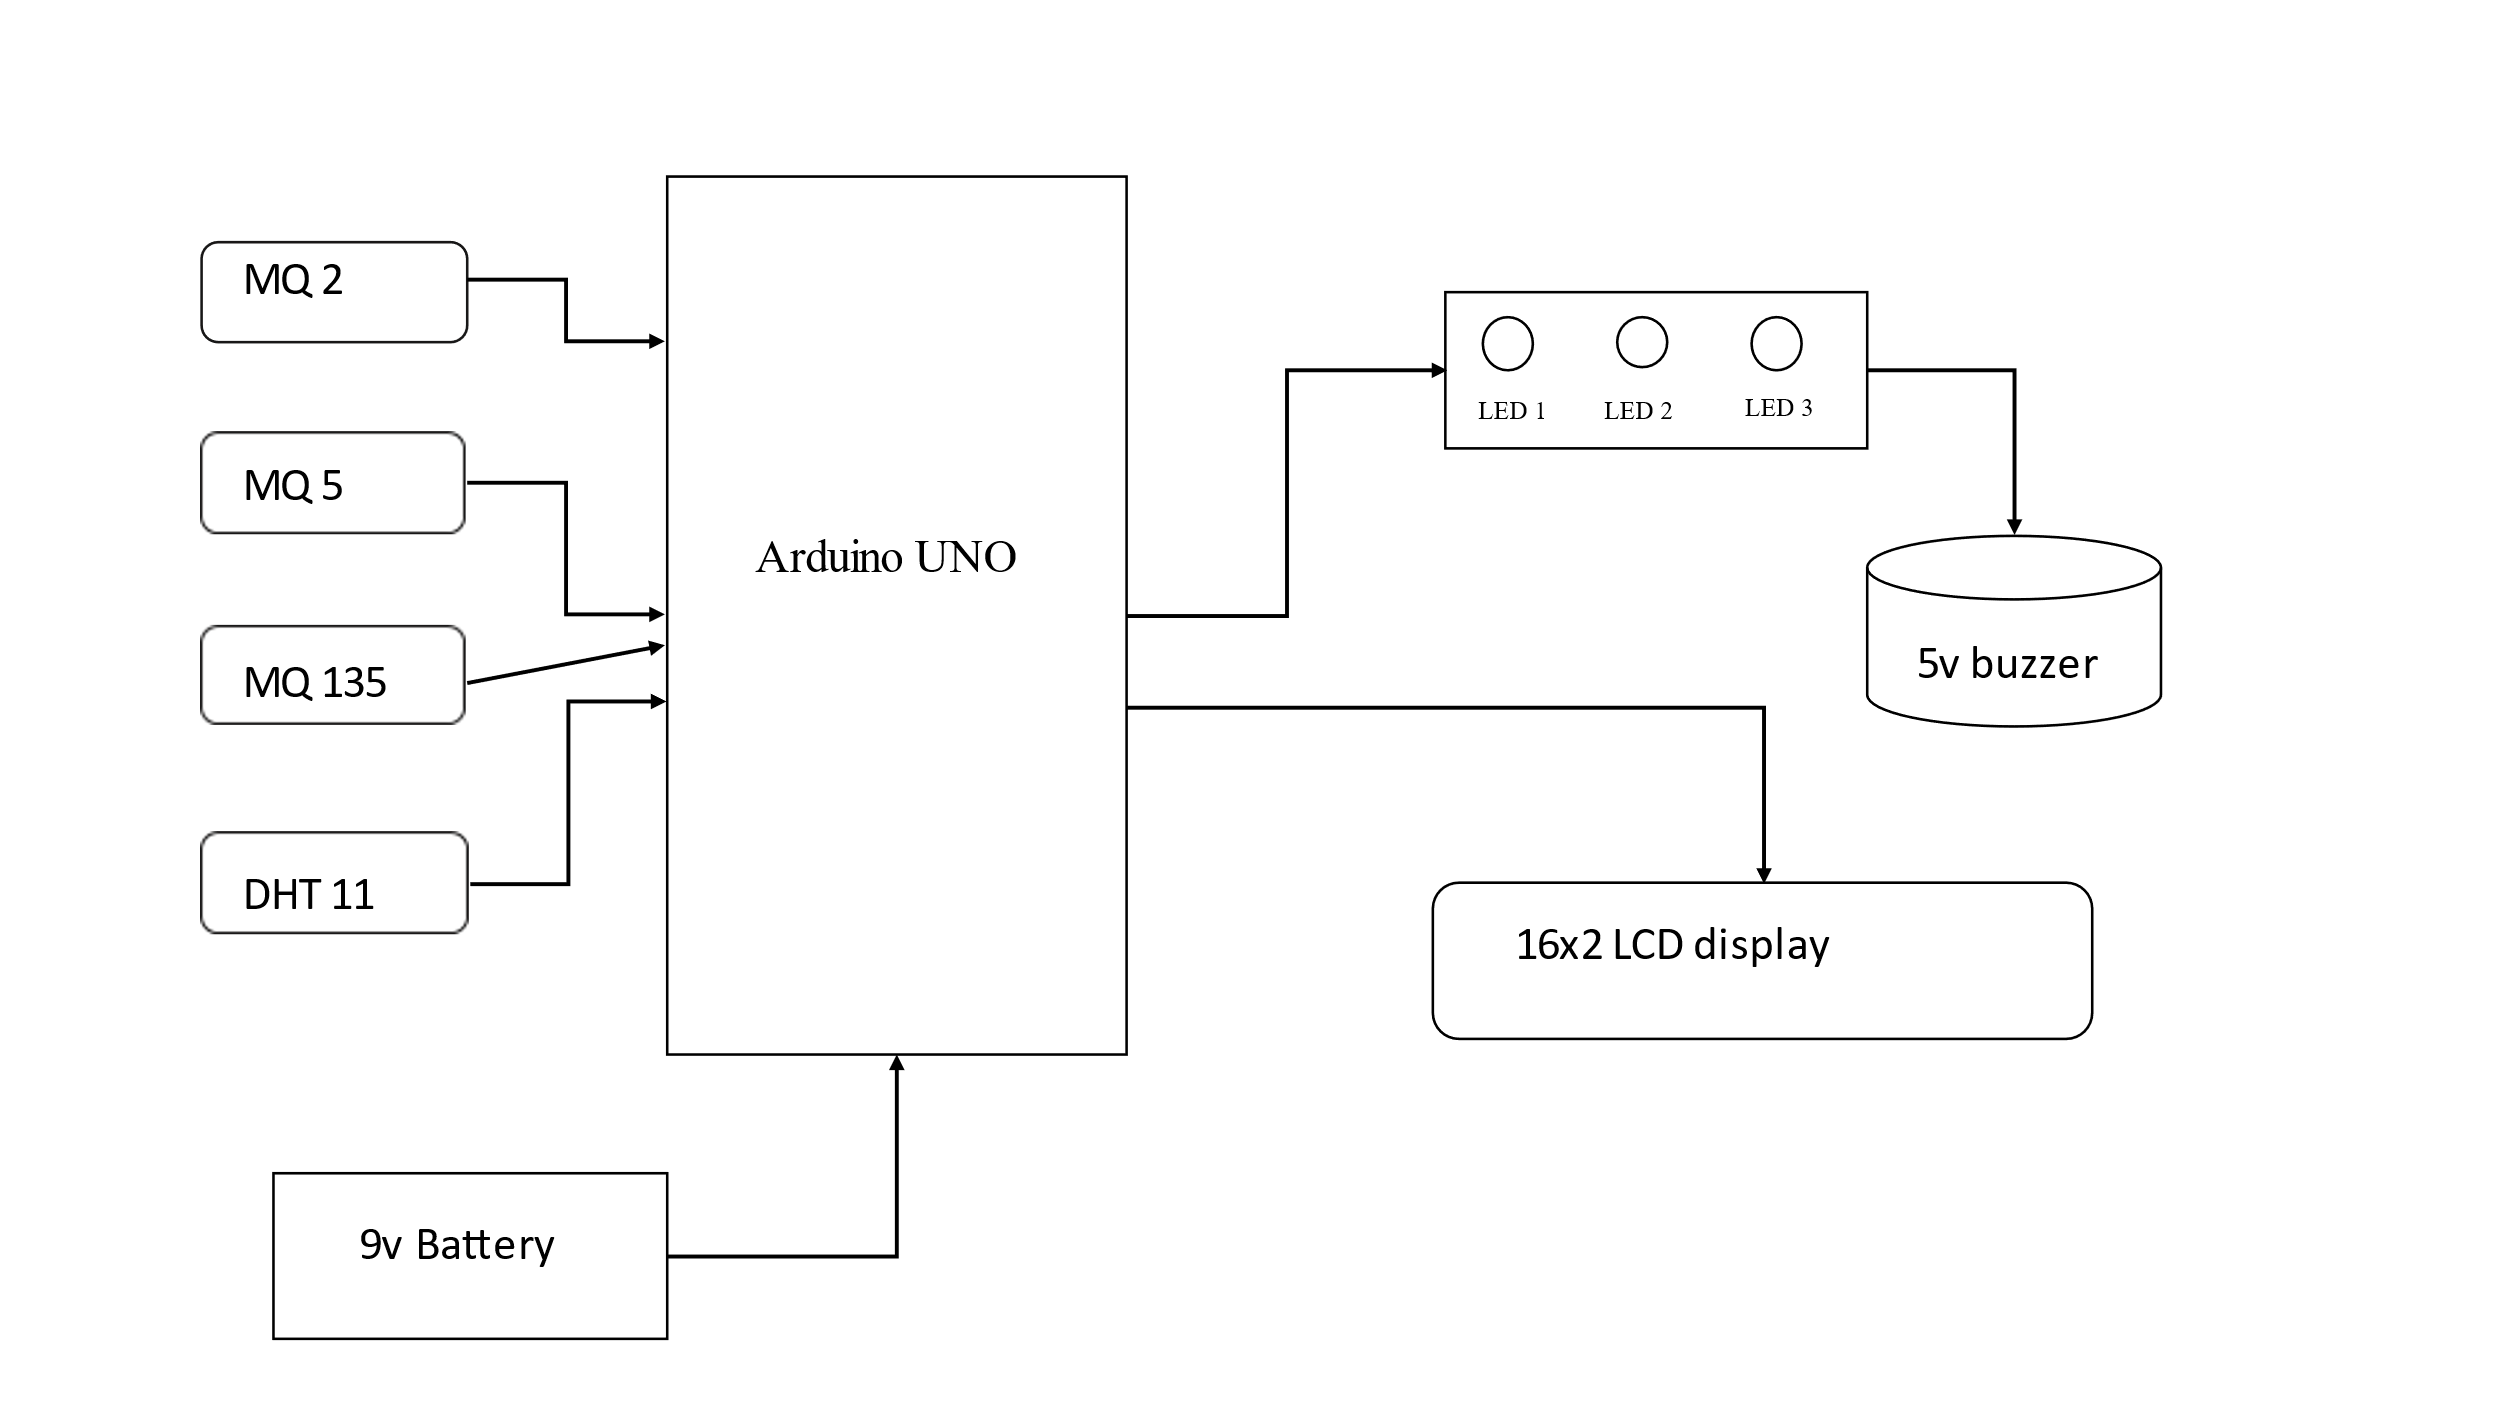 MQ 2
MQ 5
MQ 135
DHT 11
Arduino UNO
9v Battery
LED 1
LED 2
LED 3
5v buzzer
16x2 LCD display